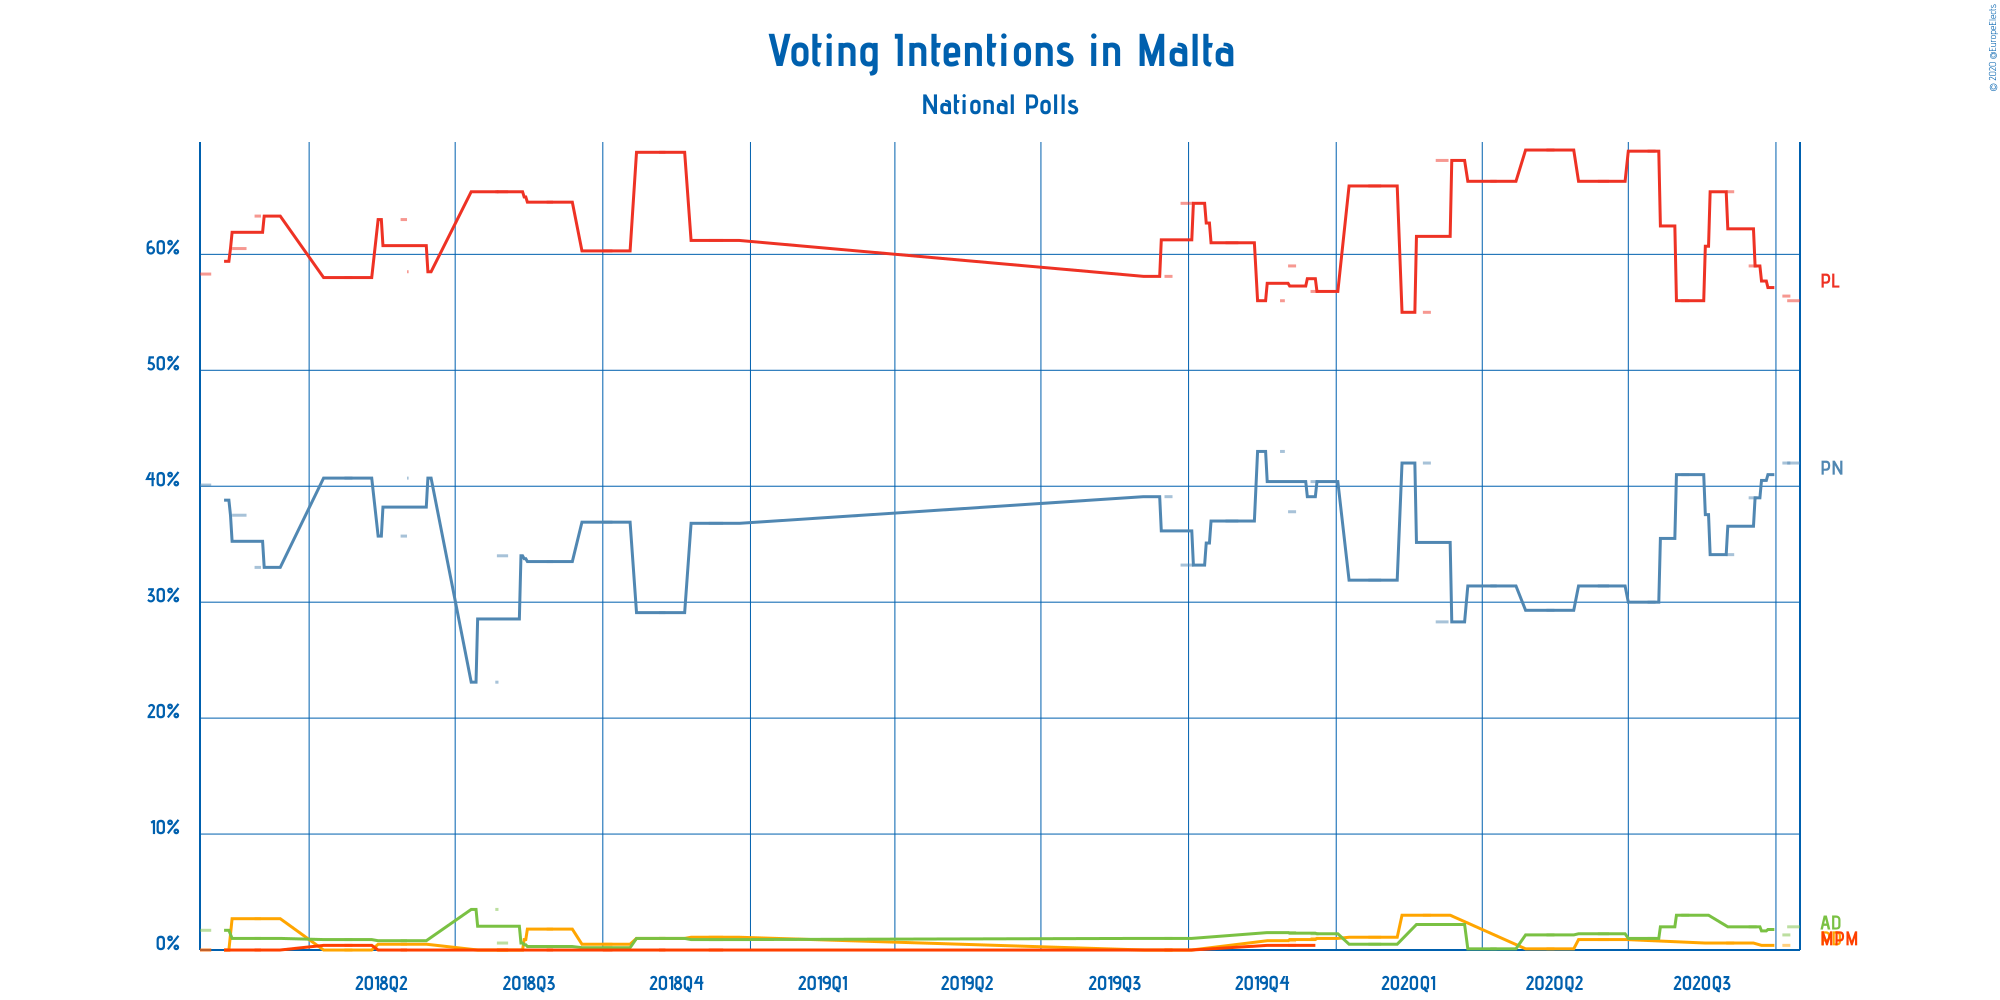 Voting Intentions in Malta
National Polls
© 2020 @EuropeElects
60%
50%
40%
30%
20%
10%
0%
PL
PN
AD
MPM
2018Q2 2018Q3 2018Q4 2019Q1 2019Q2 2019Q3 2019Q4 2020Q1 2020Q2 2020Q3